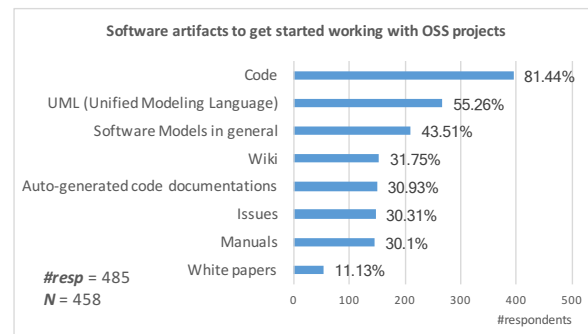 Software artifacts to get started working with OSS projects
Code 81.44%
UML (Unified Modeling Language) 55.26%
Software Models in general 43.51%
Wiki 31.75%
Auto-generated code documentations 30.93%
Issues 30.31%
Manuals 30.1%
White papers 11.13%
#resp = 485
N = 458
0 100 200 300 400 500
#respondents